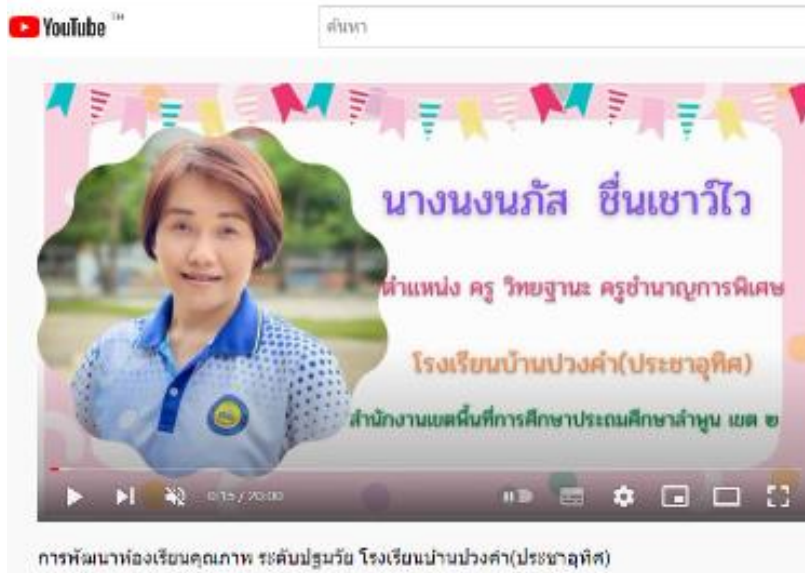 YouTube TH
ค้นหา
นางนงนภัส ชื่นเชาว์ไว
ตำแหน่ง ครู วิทยฐานะ ครูชำนาญการพิเศษ
โรงเรียนบ้านปวงคำ(ประชาอุทิศ)
สำนักงานเขตพื้นที่การศึกษาประถมศึกษาลำพูน เขต ๒
0:15 / 20:00
การพัฒนาห้องเรียนคุณภาพ ระดับปฐมวัย โรงเรียนบ้านปวงคำ(ประชาอุทิศ)